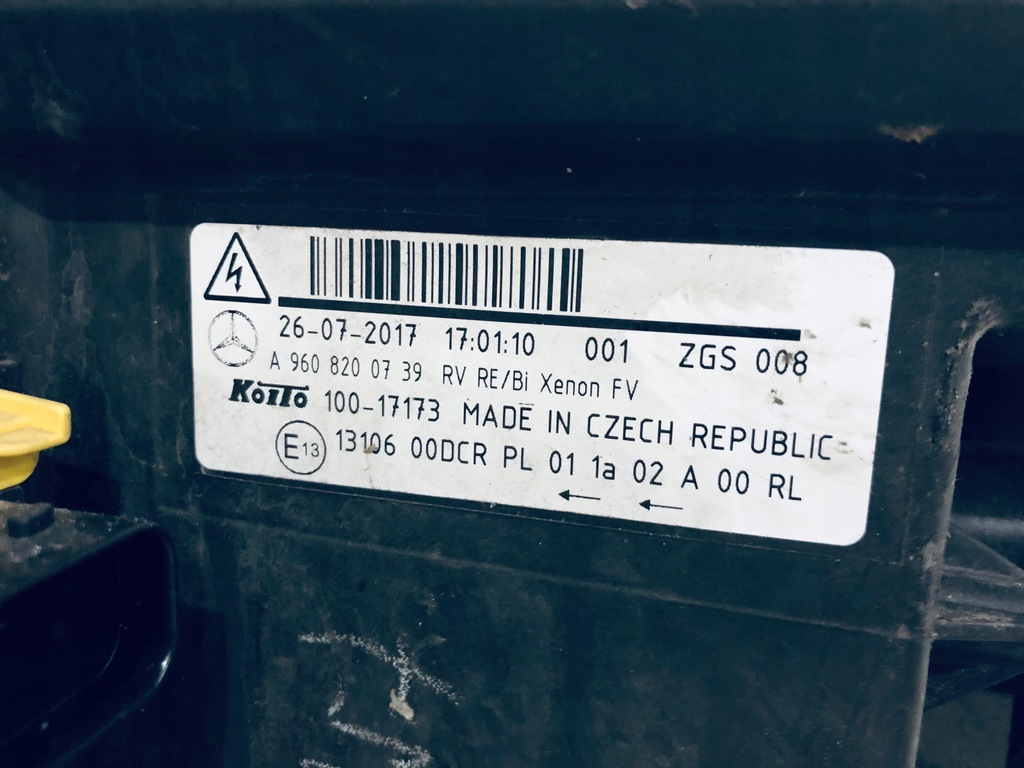 26-07-2017 17:01:10 001 ZGS 008
A 960 820 07 39 RV RE/Bi Xenon FV
KOITO 100-17173 MADE IN CZECH REPUBLIC
E13 13106 00DCR PL 01 1a 02 A 00 RL